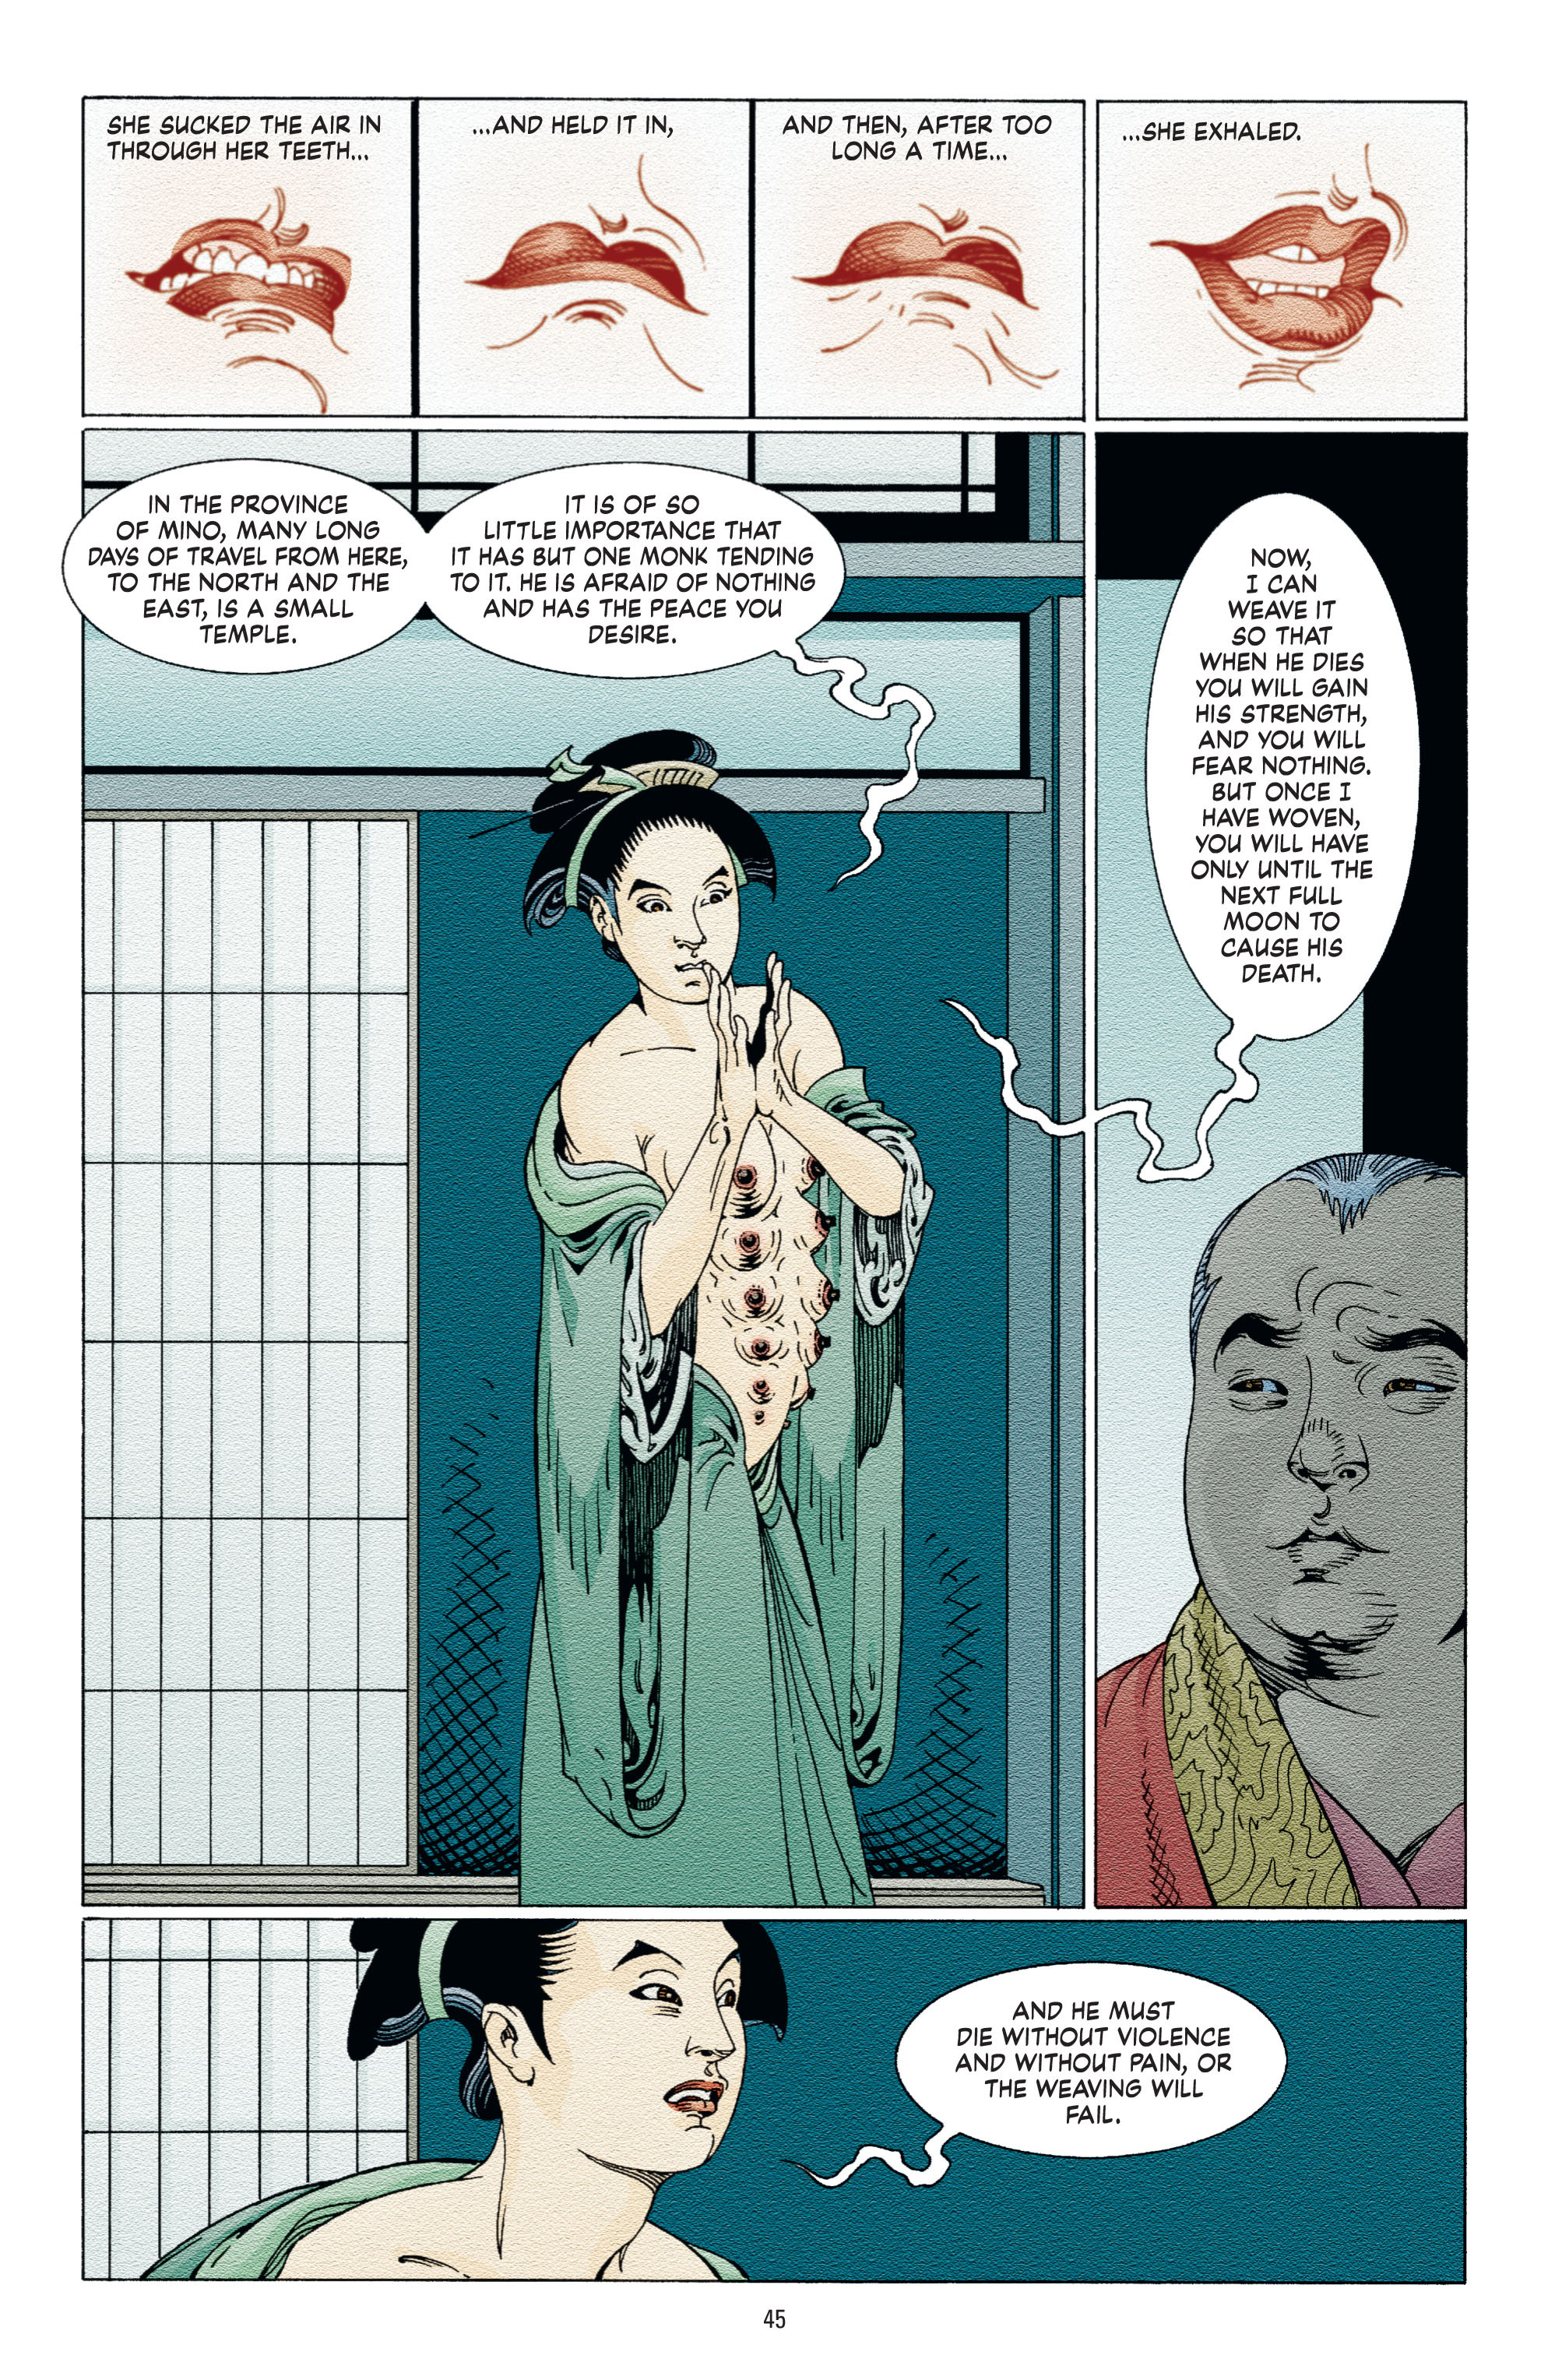 SHE SUCKED THE AIR IN
THROUGH HER TEETH...
...AND HELD IT IN,
AND THEN, AFTER TOO
LONG A TIME...
...SHE EXHALED.
IN THE PROVINCE
OF MINO, MANY LONG
DAYS OF TRAVEL FROM HERE,
TO THE NORTH AND THE
EAST, IS A SMALL
TEMPLE.
IT IS OF SO
LITTLE IMPORTANCE THAT
IT HAS BUT ONE MONK TENDING
TO IT. HE IS AFRAID OF NOTHING
AND HAS THE PEACE YOU
DESIRE.
NOW,
I CAN
WEAVE IT
SO THAT
WHEN HE DIES
YOU WILL GAIN
HIS STRENGTH,
AND YOU WILL
FEAR NOTHING.
BUT ONCE I
HAVE WOVEN,
YOU WILL HAVE
ONLY UNTIL THE
NEXT FULL
MOON TO
CAUSE HIS
DEATH.
AND HE MUST
DIE WITHOUT VIOLENCE
AND WITHOUT PAIN, OR
THE WEAVING WILL
FAIL.
45